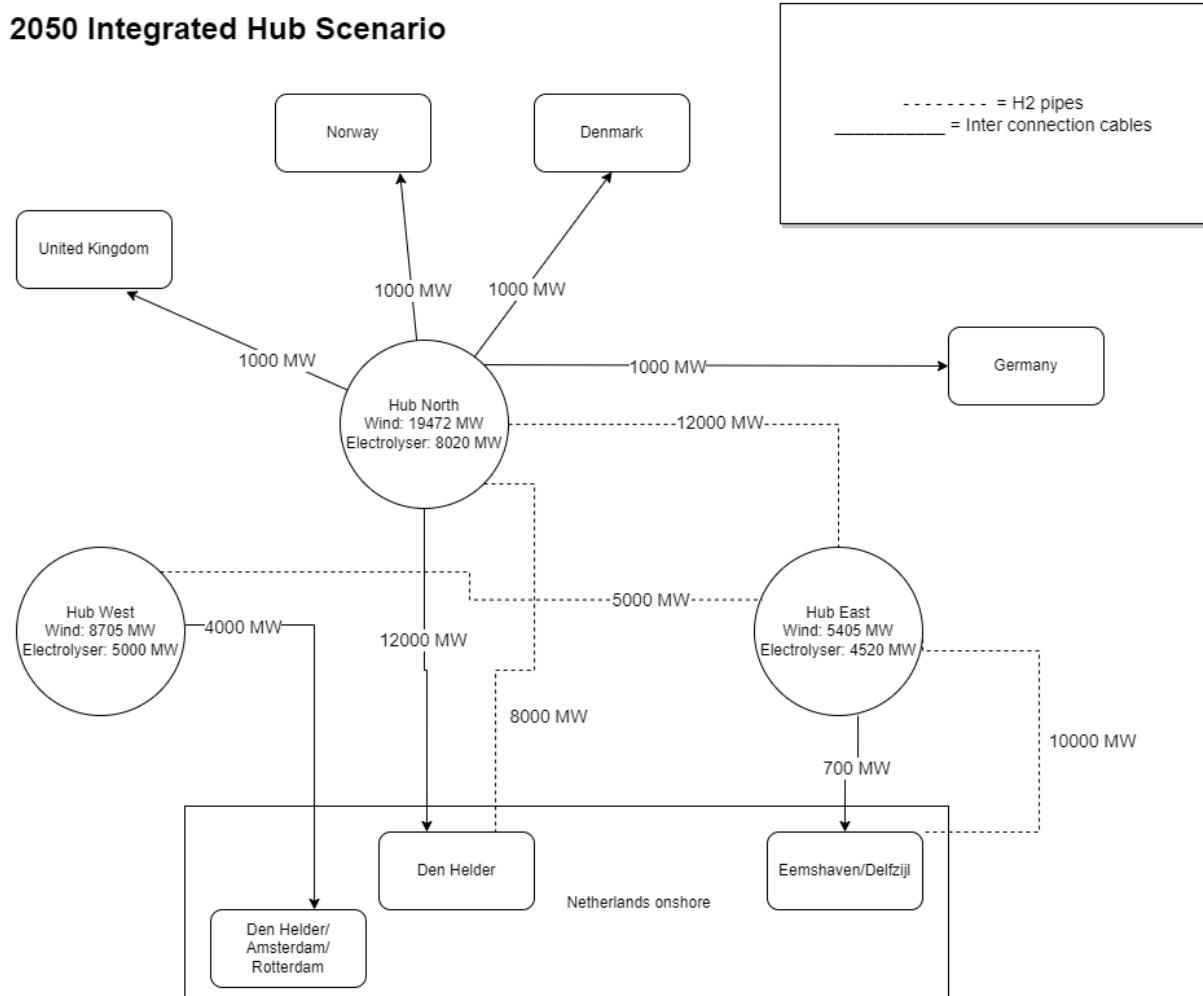 2050 Integrated Hub Scenario
- - - - - - - - = H2 pipes
___________ = Inter connection cables
Norway
Denmark
United Kingdom
1000 MW
1000 MW
1000 MW
1000 MW
Germany
Hub North
Wind: 19472 MW
Electrolyser: 8020 MW
12000 MW
Hub West
Wind: 8705 MW
Electrolyser: 5000 MW
4000 MW
12000 MW
5000 MW
Hub East
Wind: 5405 MW
Electrolyser: 4520 MW
8000 MW
700 MW
10000 MW
Den Helder
Eemshaven/Delfzijl
Netherlands onshore
Den Helder/
Amsterdam/
Rotterdam